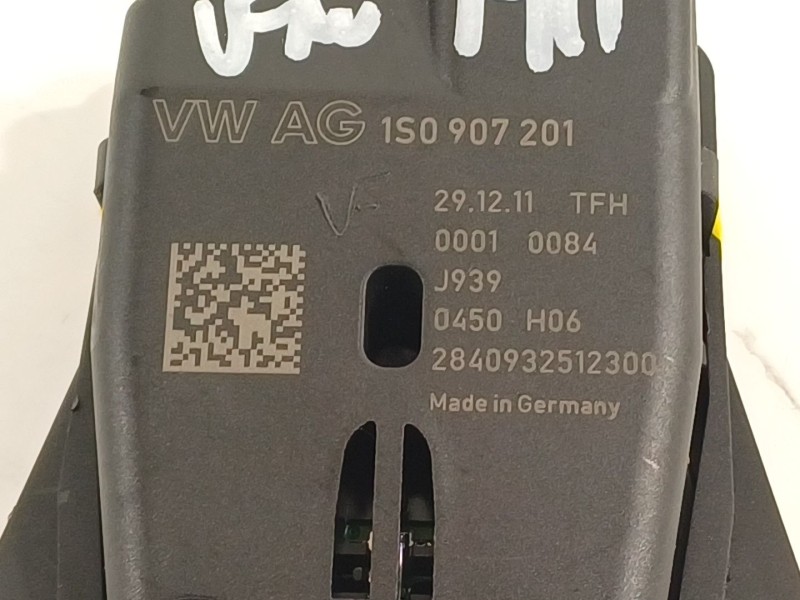 VW AG 1S0 907 201
29.12.11 TFH
0001 0084
J939
0450 H06
2840932512300
Made in Germany